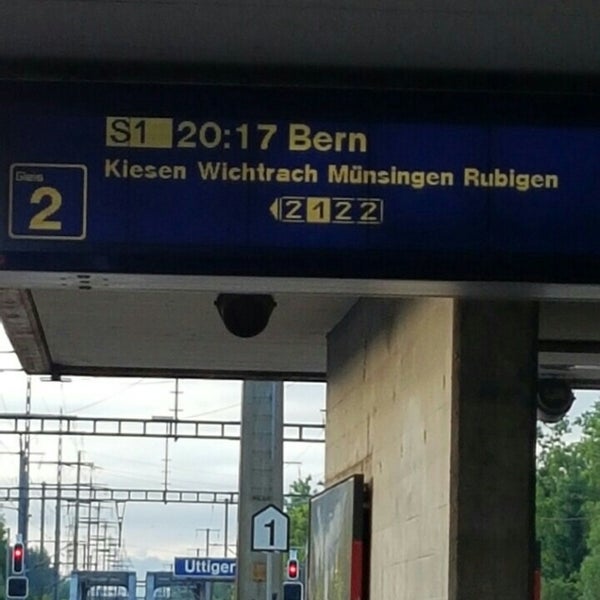 S1 20:17 Bern
Kiesen Wichtrach Münsingen Rubigen
Gleis
2
2 1 2 2
1
Uttigen